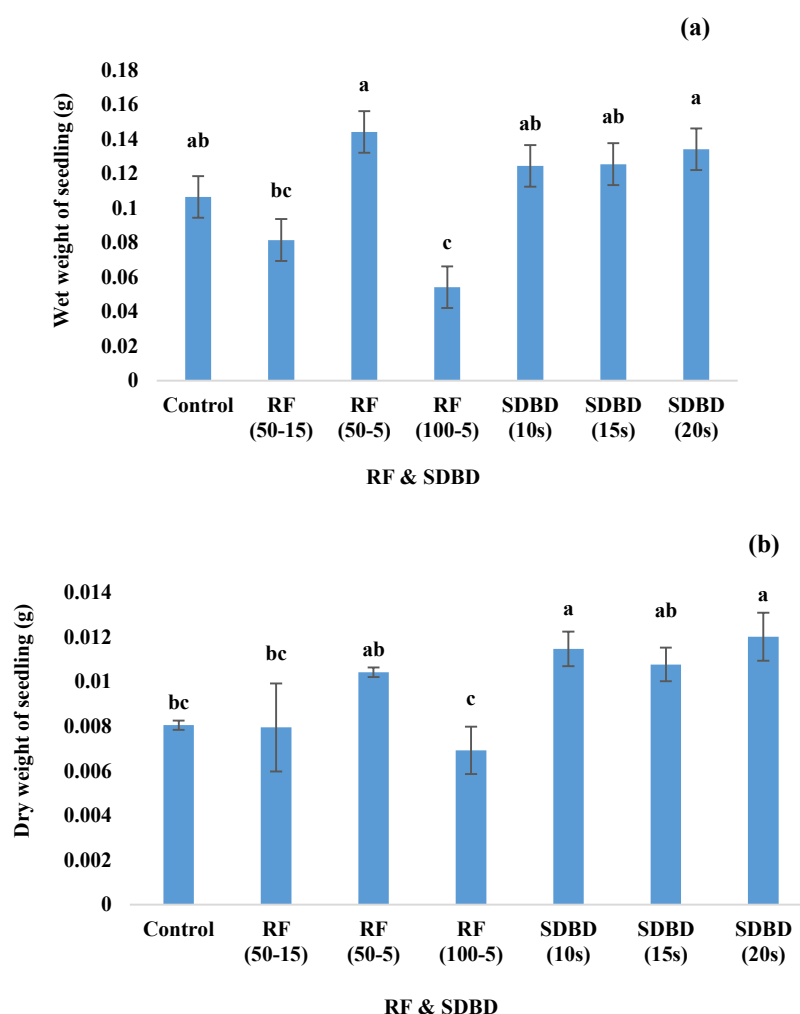 (a)
Wet weight of seedling (g)
0.18
0.16
0.14
0.12
0.1
0.08
0.06
0.04
0.02
0
ab
bc
a
c
ab
ab
a
Control
RF
(50-15)
RF
(50-5)
RF
(100-5)
SDBD
(10s)
SDBD
(15s)
SDBD
(20s)
RF & SDBD
(b)
Dry weight of seedling (g)
0.014
0.012
0.01
0.008
0.006
0.004
0.002
0
bc
bc
ab
c
a
ab
a
Control
RF
(50-15)
RF
(50-5)
RF
(100-5)
SDBD
(10s)
SDBD
(15s)
SDBD
(20s)
RF & SDBD